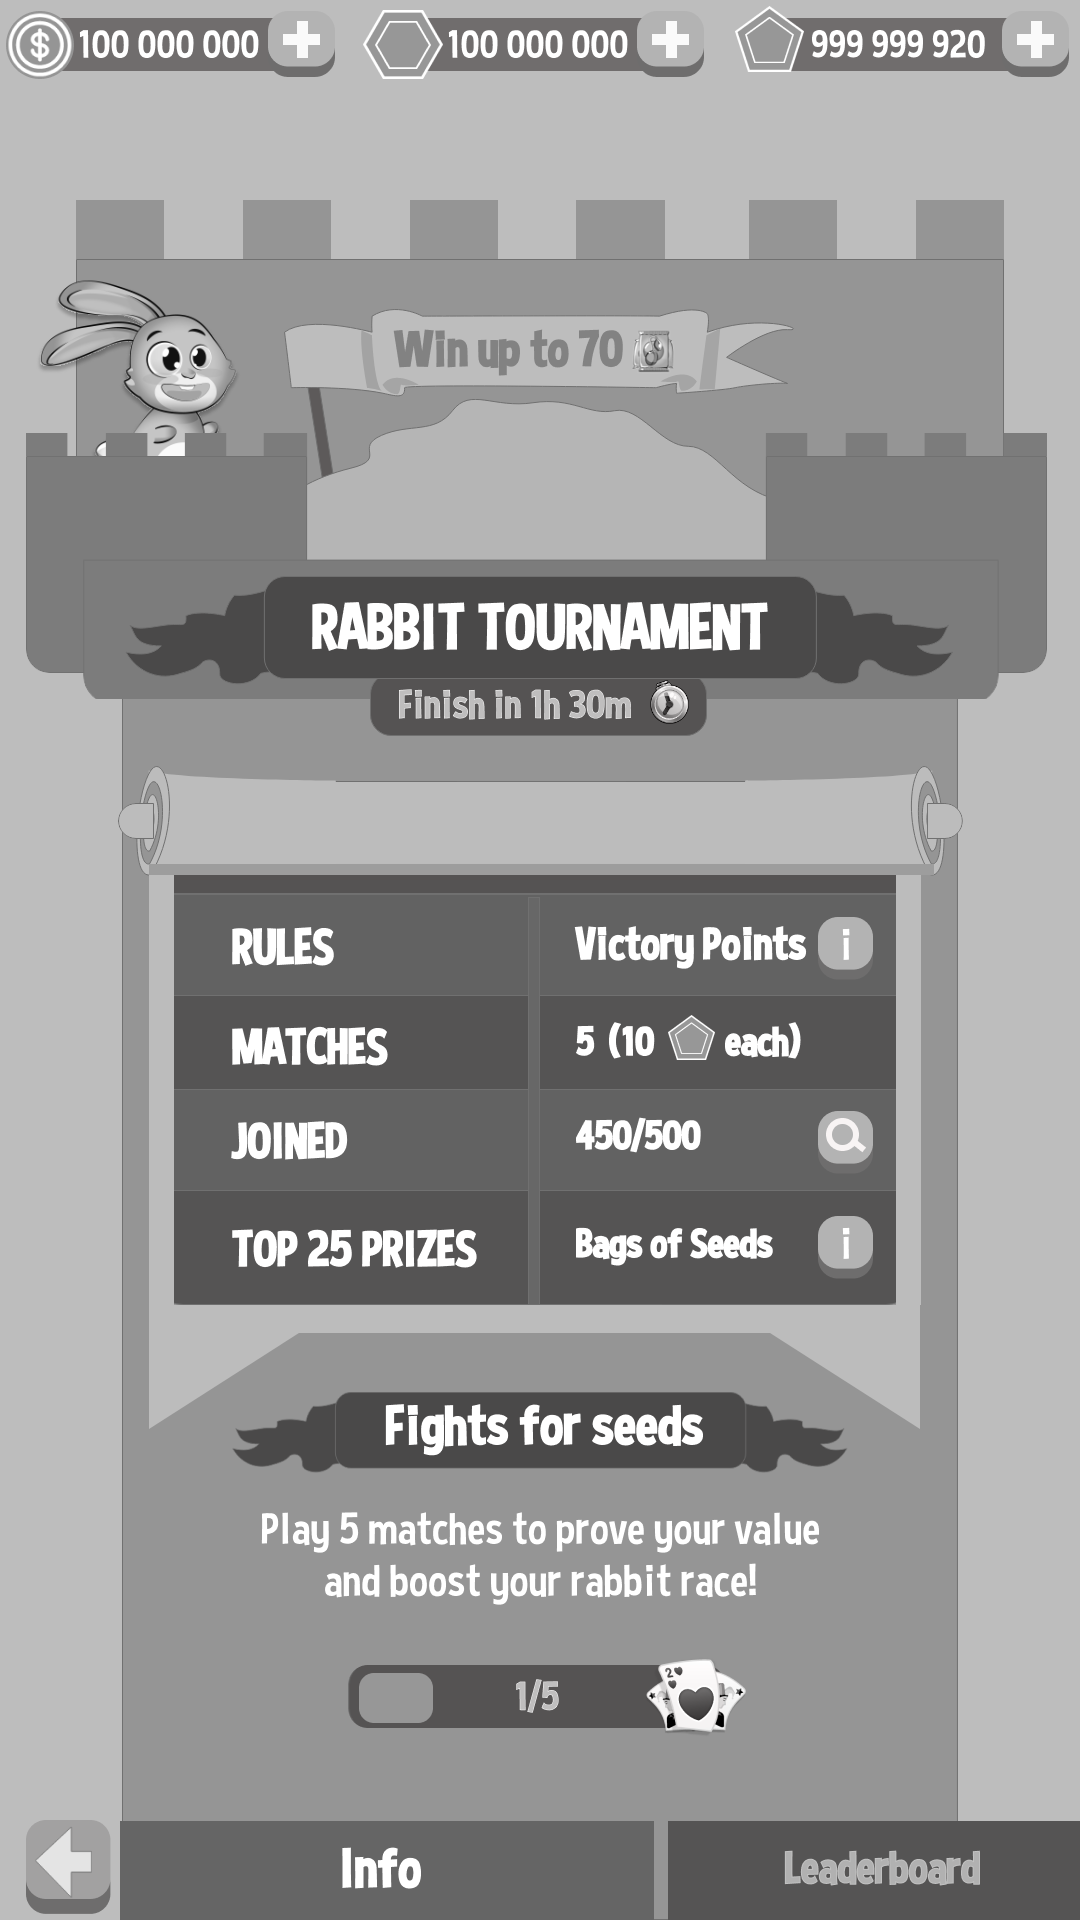 100 000 000
100 000 000
999 999 920
Win up to 70
RABBIT TOURNAMENT
Finish in 1h 30m
RULES
Victory Points
i
MATCHES
5 (10 each)
JOINED
450/500
TOP 25 PRIZES
Bags of Seeds
i
Fights for seeds
Play 5 matches to prove your value
and boost your rabbit race!
1/5
2
Info
Leaderboard